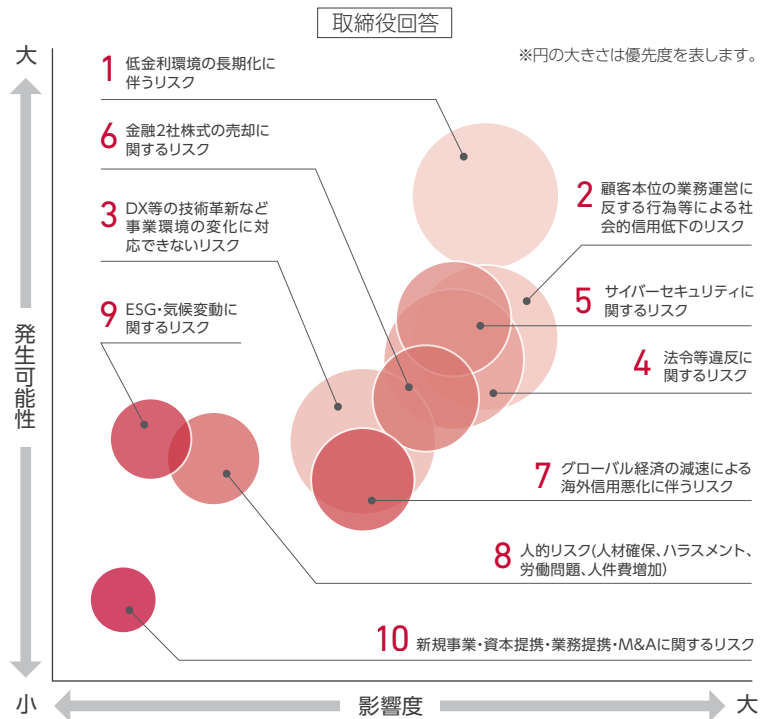 取締役回答
※円の大きさは優先度を表します。
大
1 低金利環境の長期化に
伴うリスク
6 金融2社株式の売却に
関するリスク
2 顧客本位の業務運営に
反する行為等による社
会的信用低下のリスク
3 DX等の技術革新など
事業環境の変化に対
応できないリスク
5 サイバーセキュリティに
関するリスク
9 ESG・気候変動に
関するリスク
4 法令等違反に
関するリスク
発生可能性
7 グローバル経済の減速による
海外信用悪化に伴うリスク
8 人的リスク(人材確保、ハラスメント、
労働問題、人件費増加)
10 新規事業・資本提携・業務提携・M&Aに関するリスク
小
影響度
大